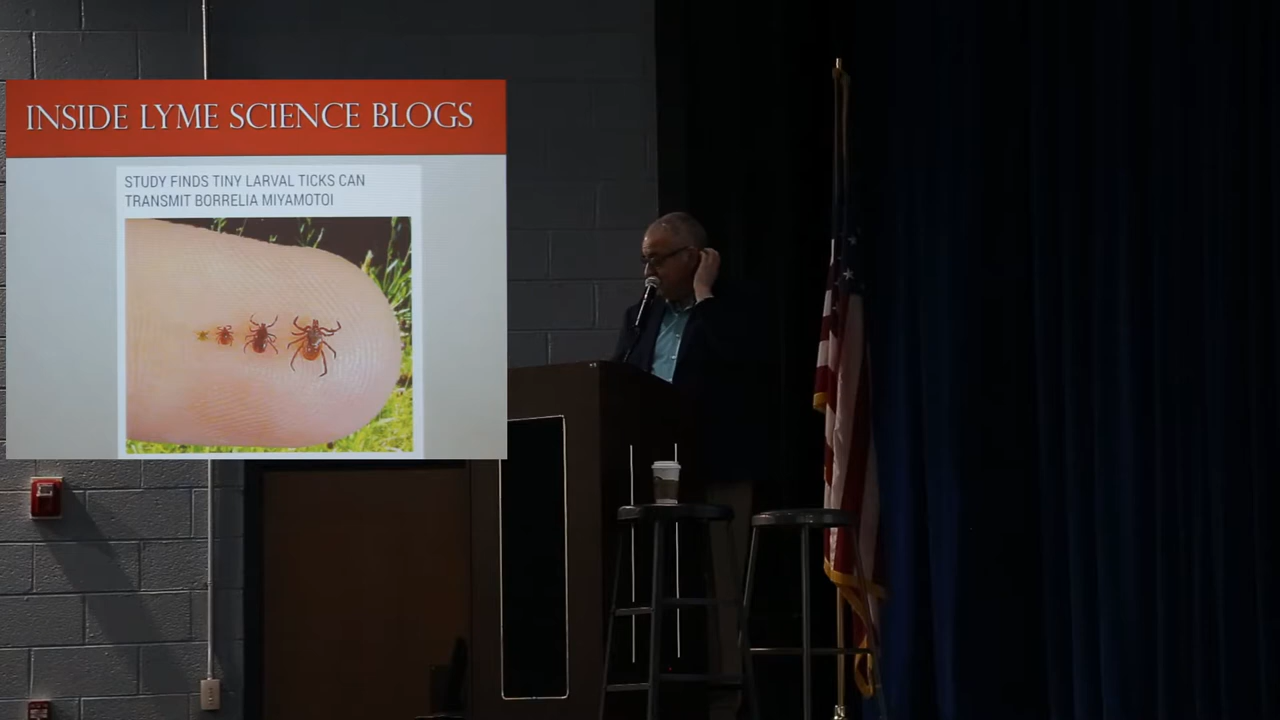 INSIDE LYME SCIENCE BLOGS
STUDY FINDS TINY LARVAL TICKS CAN
TRANSMIT BORRELIA MIYAMOTOI